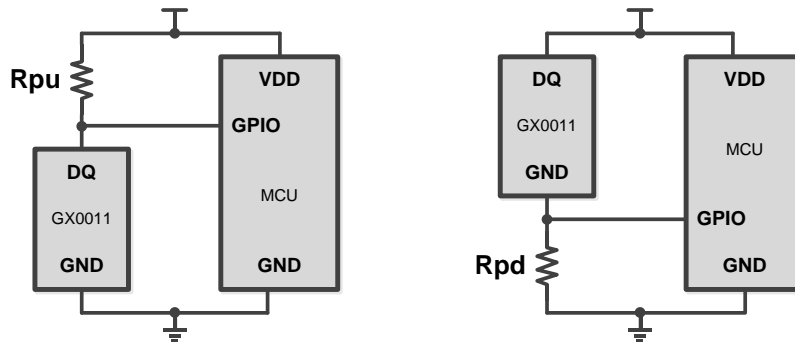 Rpu
VDD
GPIO
DQ
GX0011
MCU
GND
GND
DQ
VDD
GX0011
MCU
GND
GPIO
Rpd
GND